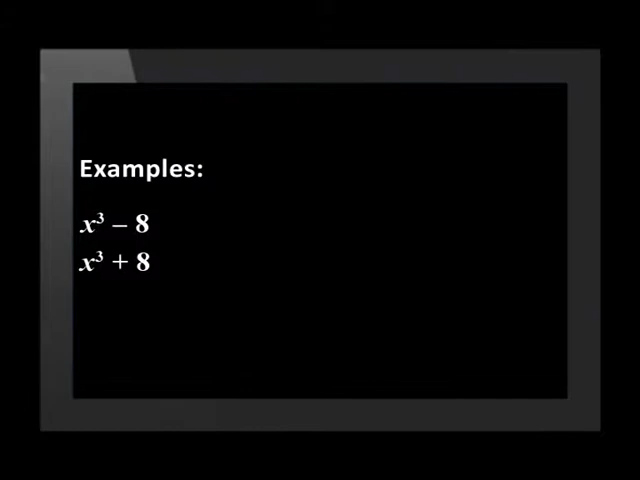 Examples:
x³ – 8
x³ + 8